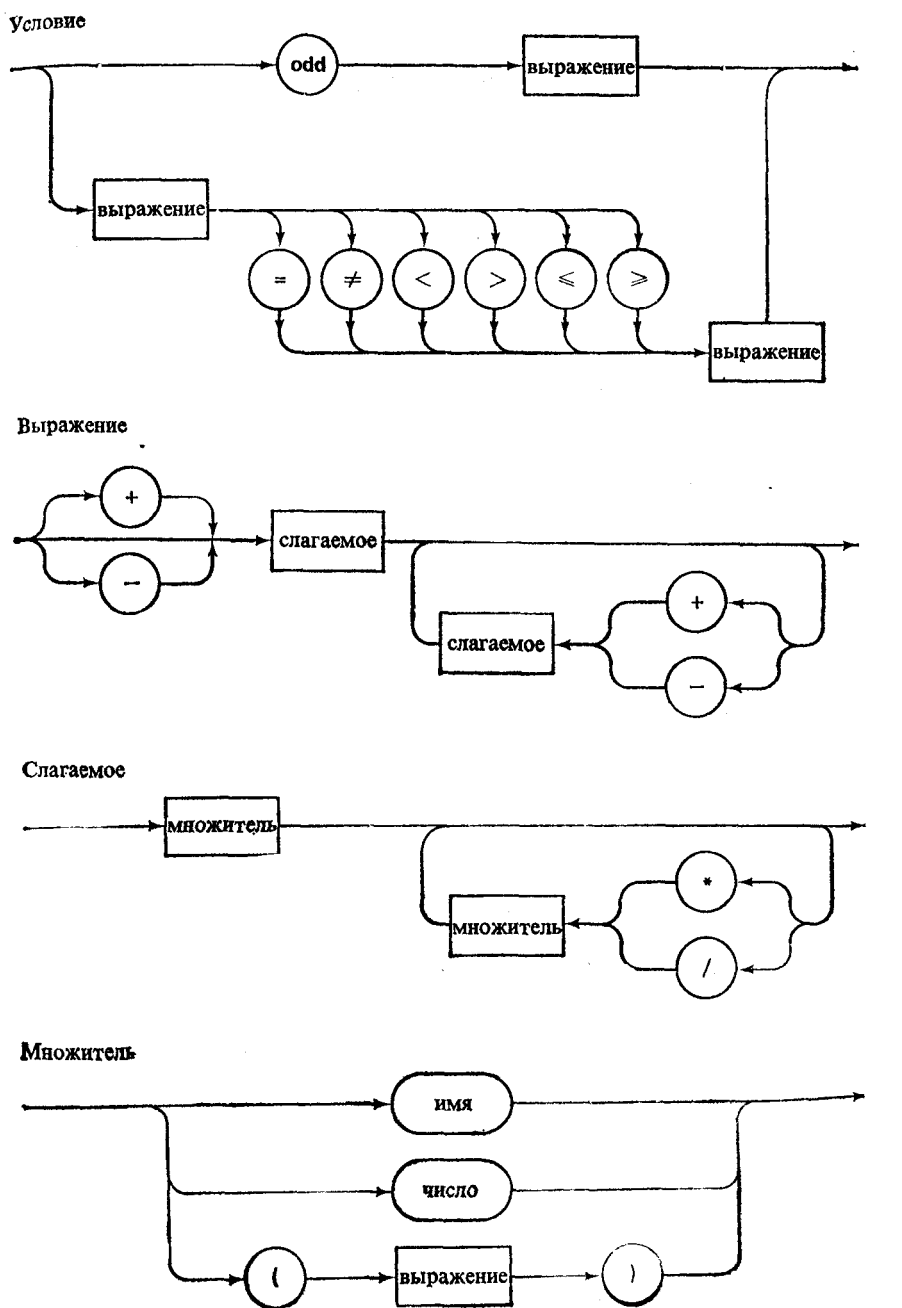 Условие
odd выражение
выражение
= ≠ < > ⩽ ⩾
выражение
Выражение
+
слагаемое
−
+
слагаемое
−
Слагаемое
множитель
*
множитель
/
Множитель
имя
число
( выражение )